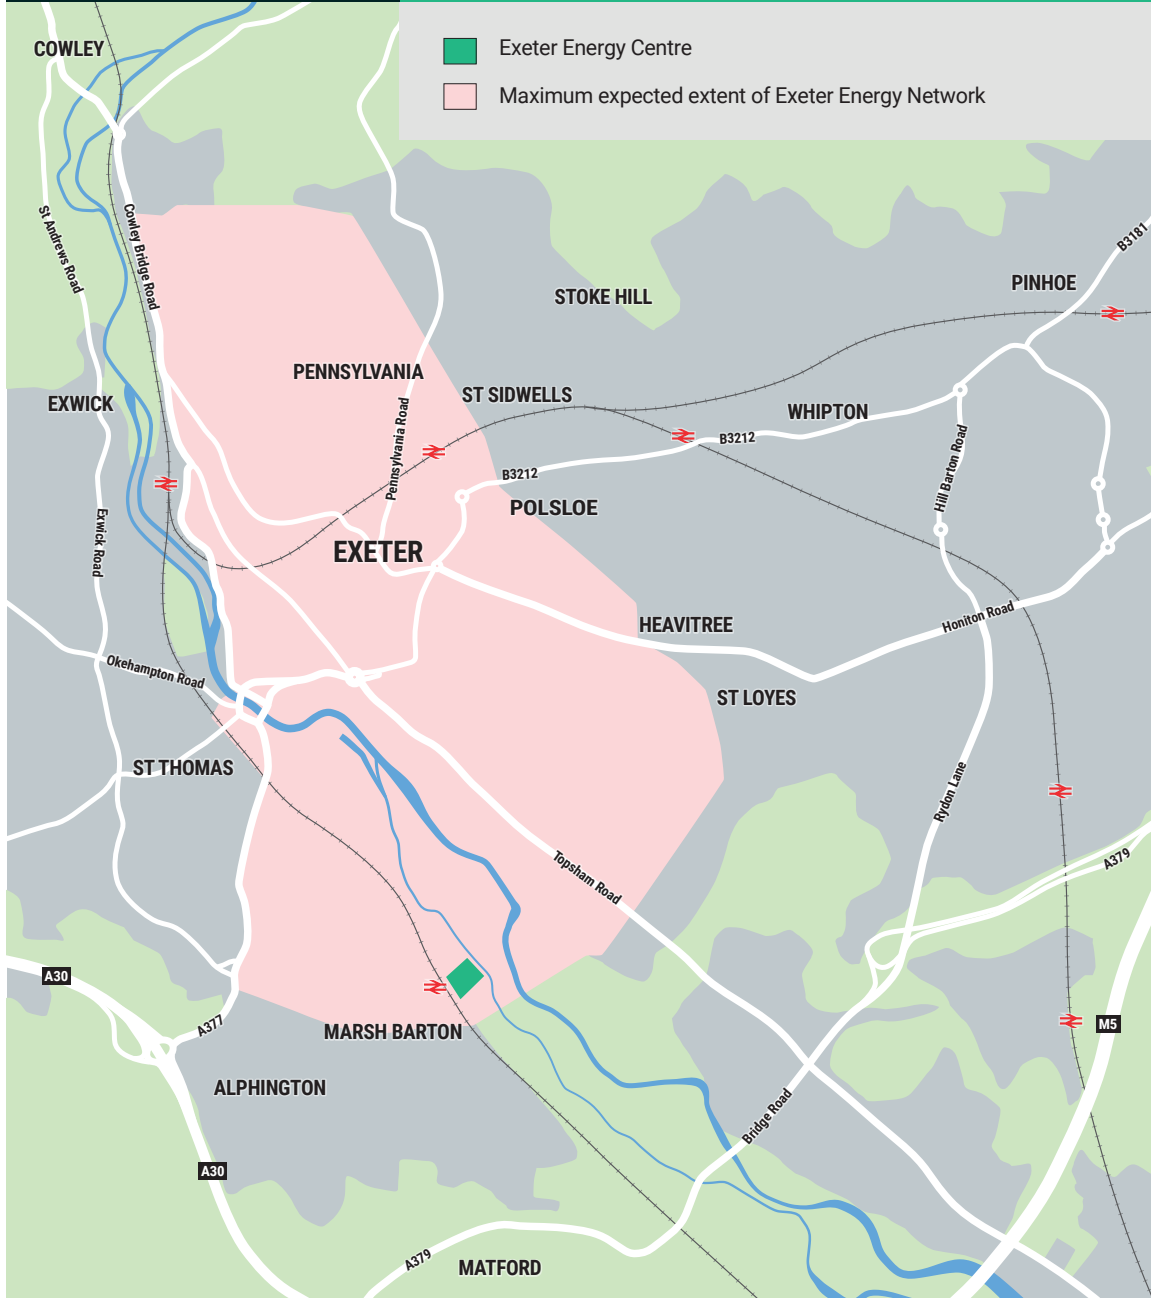 COWLEY
Exeter Energy Centre
Maximum expected extent of Exeter Energy Network
St Andrews Road
Cowley Bridge Road
B3181
PINHOE
STOKE HILL
PENNSYLVANIA
ST SIDWELLS
EXWICK
WHIPTON
Pennsylvania Road
B3212
B3212
Hill Barton Road
POLSLOE
Exwick Road
EXETER
HEAVITREE
Honiton Road
Okehampton Road
ST LOYES
ST THOMAS
Rydon Lane
Topsham Road
A379
A30
A377
MARSH BARTON
M5
ALPHINGTON
Bridge Road
A30
A379
MATFORD